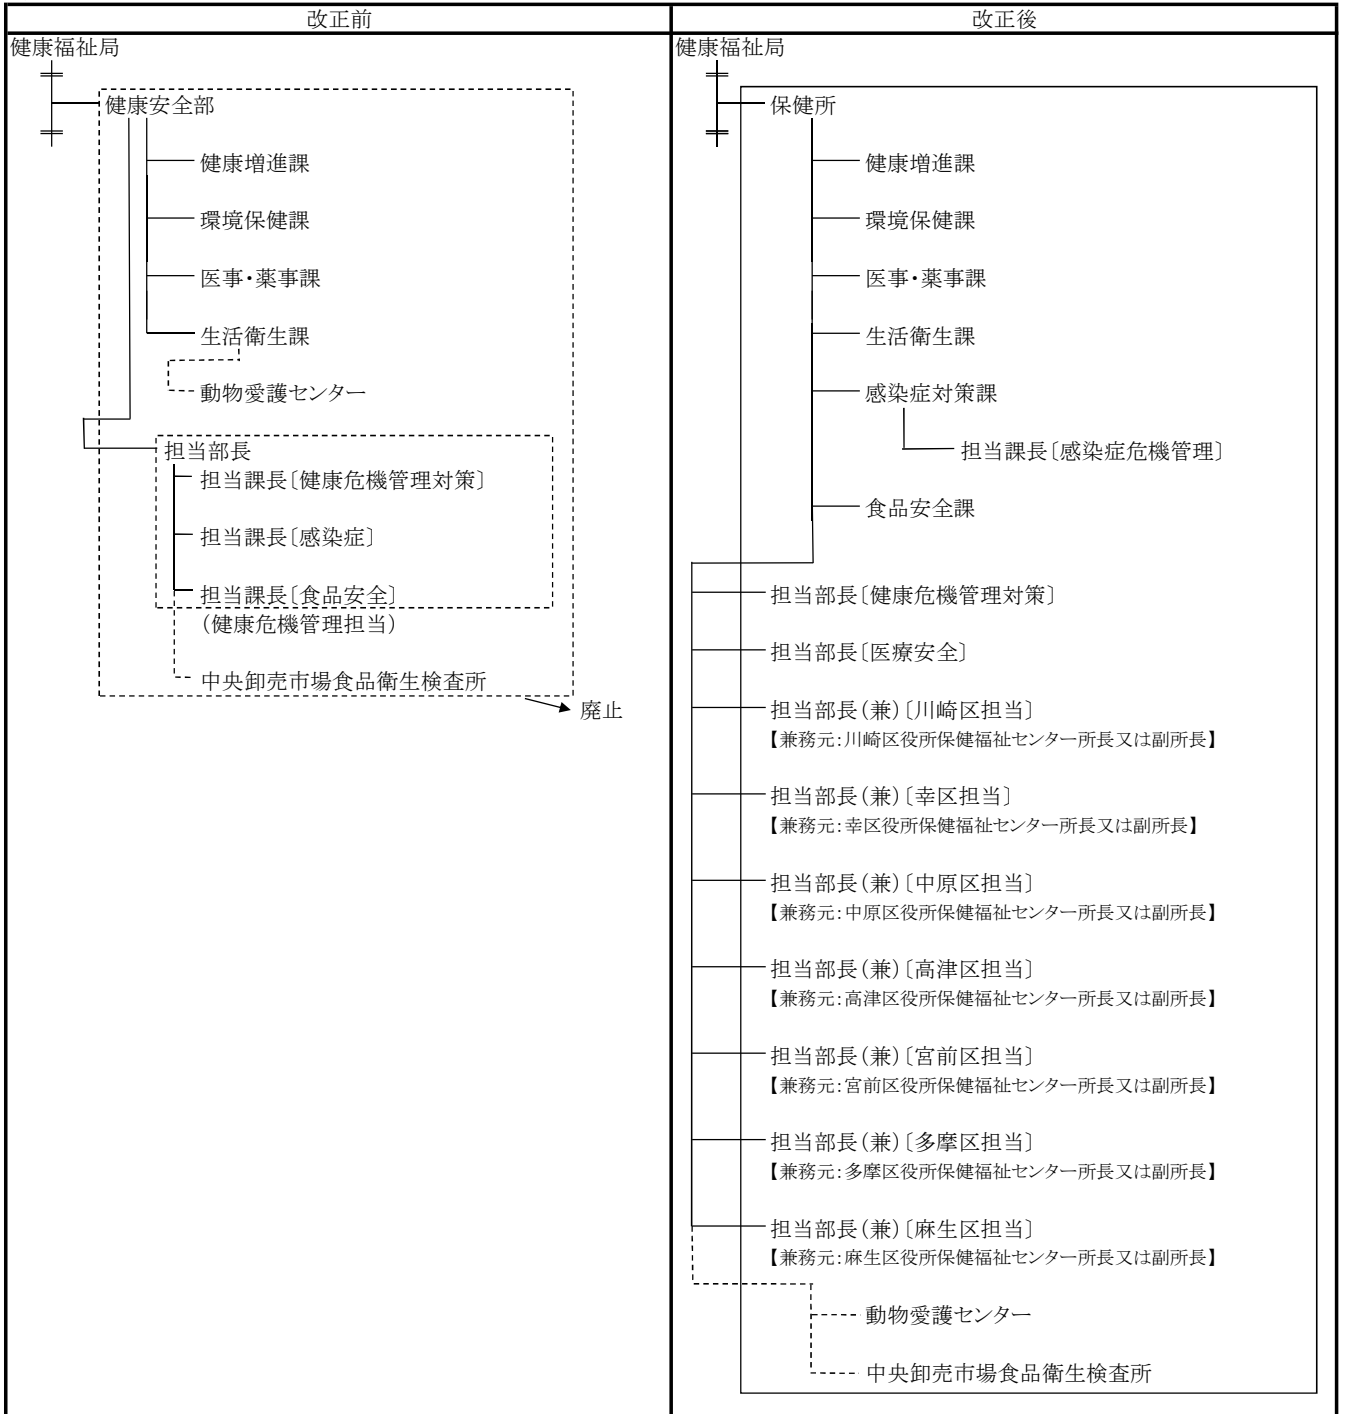 改正前
健康福祉局
健康安全部
健康増進課
環境保健課
医事・薬事課
生活衛生課
動物愛護センター
担当部長
担当課長〔健康危機管理対策〕
担当課長〔感染症〕
担当課長〔食品安全〕
（健康危機管理担当）
中央卸売市場食品衛生検査所
廃止
改正後
健康福祉局
保健所
健康増進課
環境保健課
医事・薬事課
生活衛生課
感染症対策課
担当課長〔感染症危機管理〕
食品安全課
担当部長〔健康危機管理対策〕
担当部長〔医療安全〕
担当部長（兼）〔川崎区担当〕
【兼務元：川崎区役所保健福祉センター所長又は副所長】
担当部長（兼）〔幸区担当〕
【兼務元：幸区役所保健福祉センター所長又は副所長】
担当部長（兼）〔中原区担当〕
【兼務元：中原区役所保健福祉センター所長又は副所長】
担当部長（兼）〔高津区担当〕
【兼務元：高津区役所保健福祉センター所長又は副所長】
担当部長（兼）〔宮前区担当〕
【兼務元：宮前区役所保健福祉センター所長又は副所長】
担当部長（兼）〔多摩区担当〕
【兼務元：多摩区役所保健福祉センター所長又は副所長】
担当部長（兼）〔麻生区担当〕
【兼務元：麻生区役所保健福祉センター所長又は副所長】
動物愛護センター
中央卸売市場食品衛生検査所